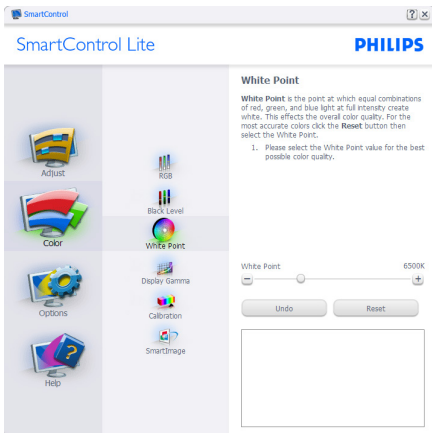 SmartControl
SmartControl Lite
PHILIPS
Adjust
Color
Options
Help
RGB
Black Level
White Point
Display Gamma
Calibration
SmartImage
White Point
White Point is the point at which equal combinations
of red, green, and blue light at full intensity create
white. This effects the overall color quality. For the
most accurate colors click the Reset button then
select the White Point.
1. Please select the White Point value for the best
possible color quality.
White Point 6500K
Undo Reset